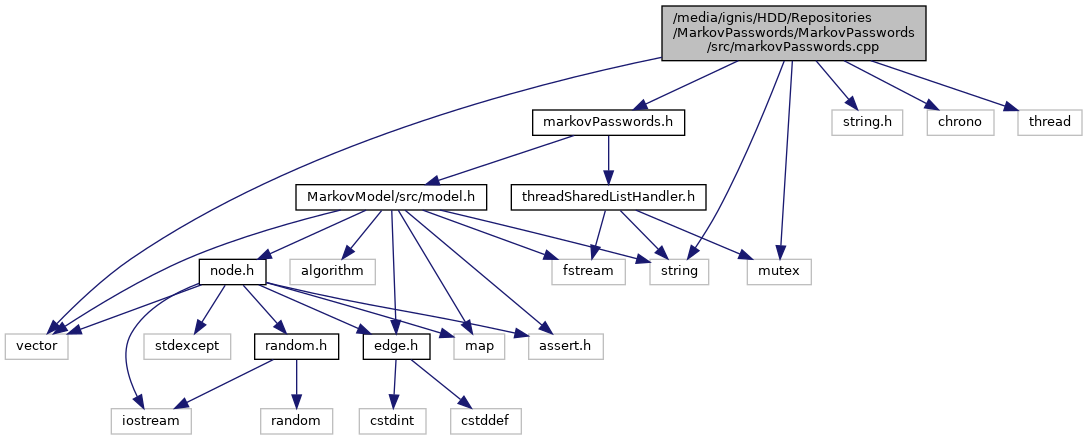 /media/ignis/HDD/Repositories
/MarkovPasswords/MarkovPasswords
/src/markovPasswords.cpp
markovPasswords.h
string.h
chrono
thread
MarkovModel/src/model.h
threadSharedListHandler.h
node.h
algorithm
fstream
string
mutex
vector
stdexcept
random.h
edge.h
map
assert.h
iostream
random
cstdint
cstddef